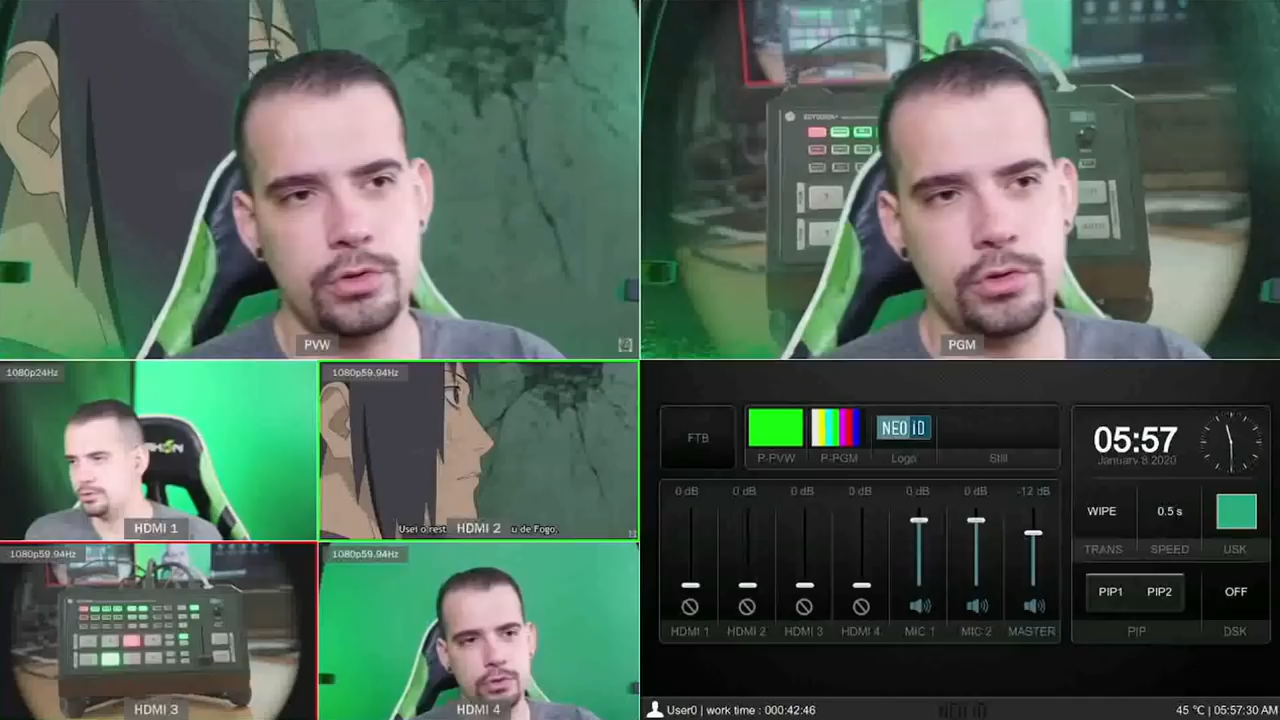 PVW
PGM
1080p24Hz
HDMI 1
1080p59.94Hz
Usei o rest
HDMI 2
u de Fogo,
1080p59.94Hz
HDMI 3
1080p59.94Hz
HDMI 4
FTB
NEO iD
P-PVW P-PGM Logo Still
05:57
January 8,2020
WIPE 0.5 s
TRANS SPEED USK
PIP1 PIP2 OFF
PIP DSK
0 dB 0 dB 0 dB 0 dB 0 dB 0 dB -12 dB
HDMI 1 HDMI 2 HDMI 3 HDMI 4 MIC 1 MIC 2 MASTER
User0 | work time : 000:42:46
NEO iD
45 ℃ | 05:57:30 AM